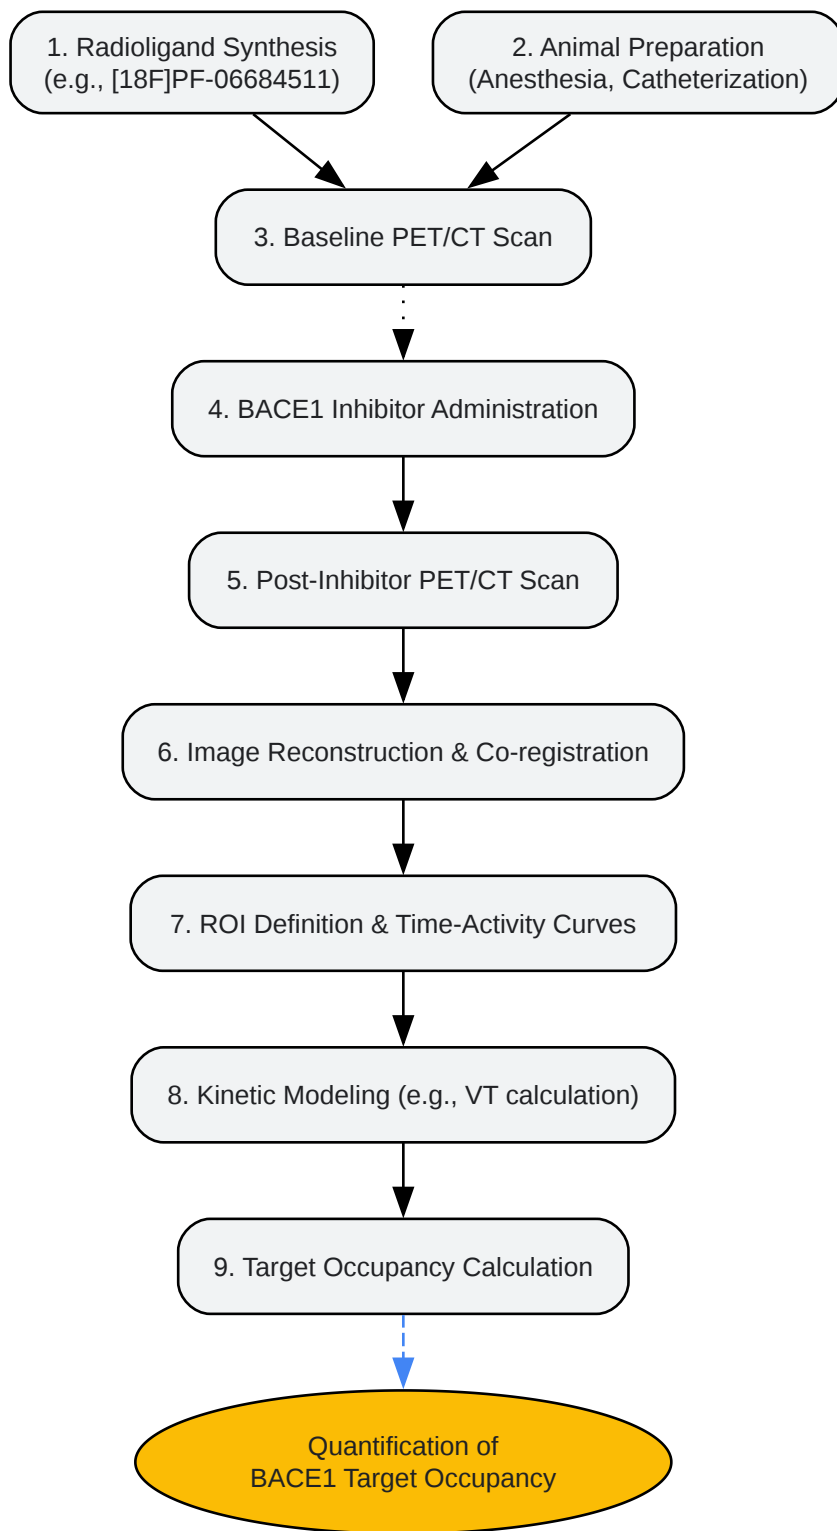 1. Radioligand Synthesis
(e.g., [18F]PF-06684511)
2. Animal Preparation
(Anesthesia, Catheterization)
3. Baseline PET/CT Scan
4. BACE1 Inhibitor Administration
5. Post-Inhibitor PET/CT Scan
6. Image Reconstruction & Co-registration
7. ROI Definition & Time-Activity Curves
8. Kinetic Modeling (e.g., VT calculation)
9. Target Occupancy Calculation
Quantification of
BACE1 Target Occupancy